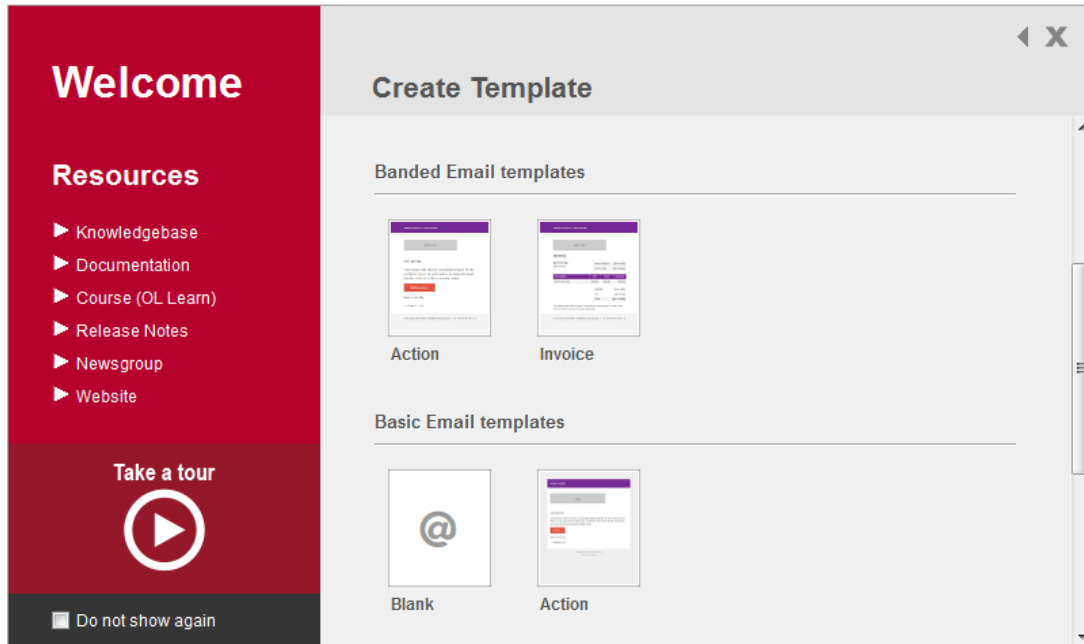 Welcome
Resources
Knowledgebase
Documentation
Course (OL Learn)
Release Notes
Newsgroup
Website
Take a tour
Do not show again
Create Template
Banded Email templates
Action
Invoice
Basic Email templates
@
Blank
Action